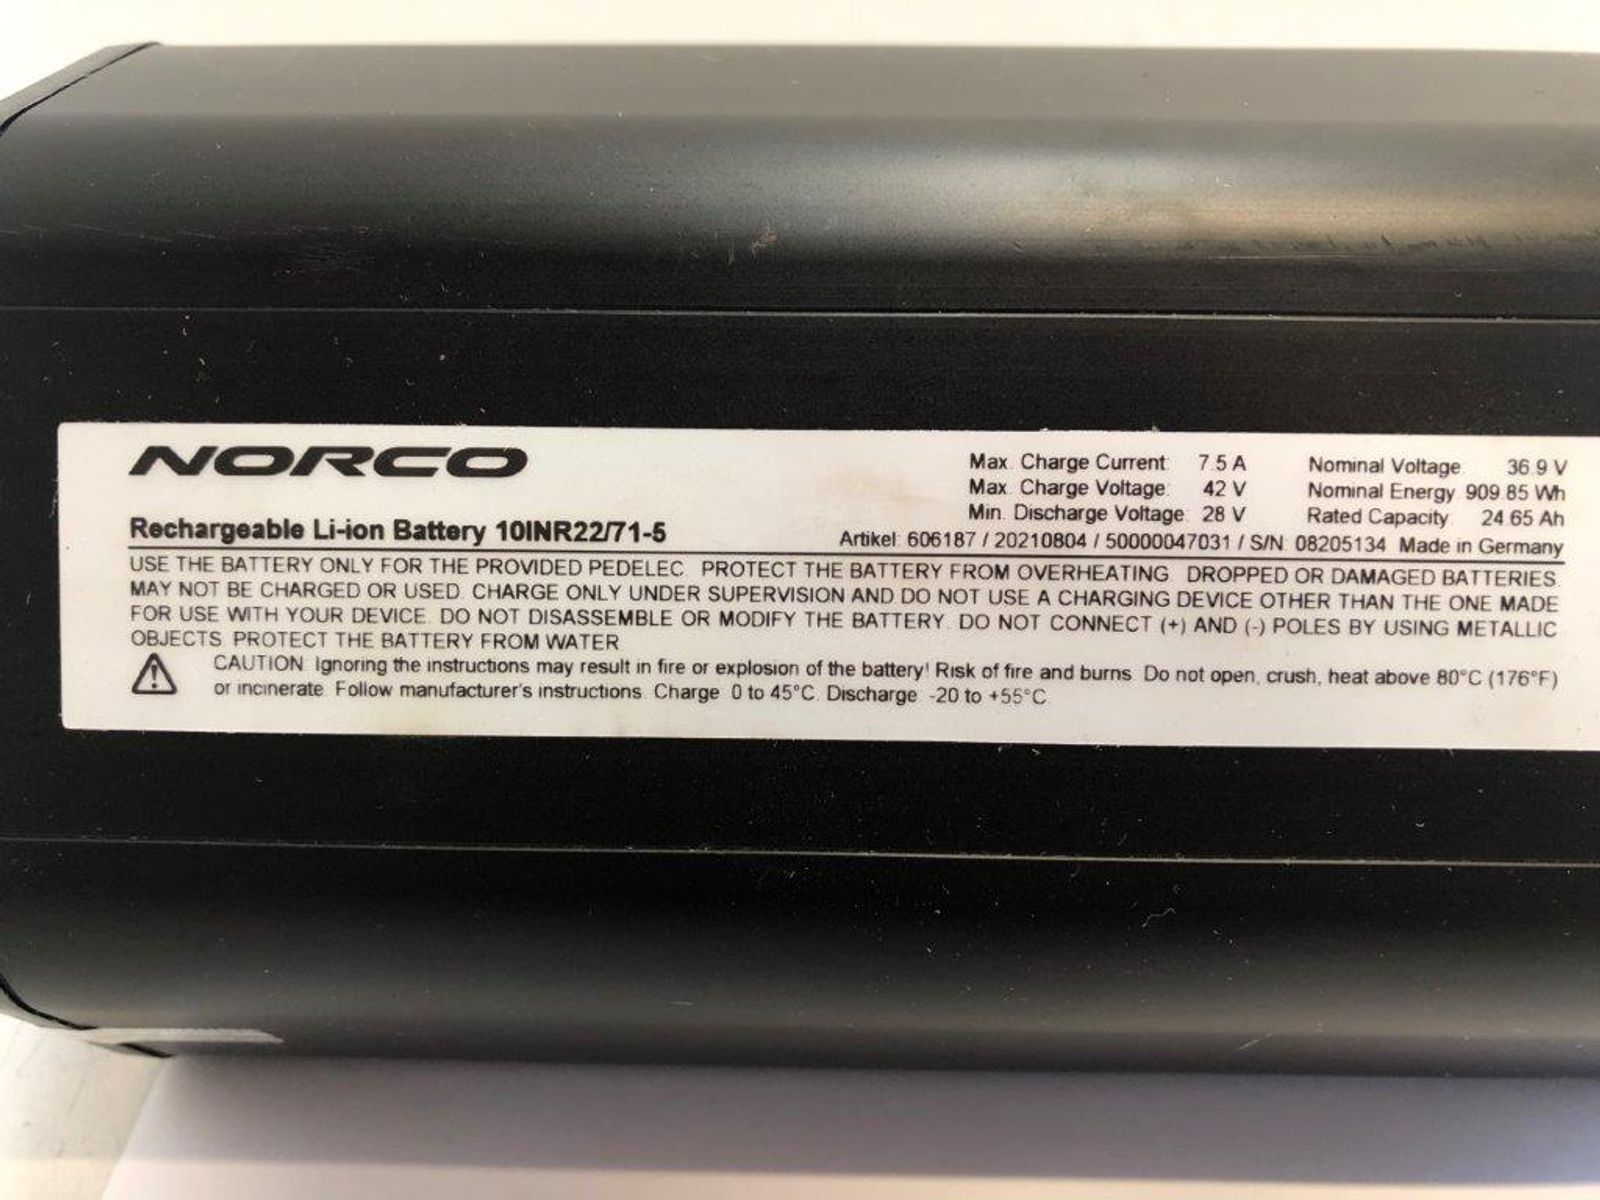 NORCO
Max. Charge Current: 7.5 A Nominal Voltage: 36.9 V
Max. Charge Voltage: 42 V Nominal Energy: 909.85 Wh
Min. Discharge Voltage: 28 V Rated Capacity 24.65 Ah
Rechargeable Li-ion Battery 10INR22/71-5 Artikel: 606187 / 20210804 / 50000047031 / S/N: 08205134 Made in Germany
USE THE BATTERY ONLY FOR THE PROVIDED PEDELEC. PROTECT THE BATTERY FROM OVERHEATING. DROPPED OR DAMAGED BATTERIES
MAY NOT BE CHARGED OR USED. CHARGE ONLY UNDER SUPERVISION AND DO NOT USE A CHARGING DEVICE OTHER THAN THE ONE MADE
FOR USE WITH YOUR DEVICE. DO NOT DISASSEMBLE OR MODIFY THE BATTERY. DO NOT CONNECT (+) AND (-) POLES BY USING METALLIC
OBJECTS. PROTECT THE BATTERY FROM WATER
CAUTION: Ignoring the instructions may result in fire or explosion of the battery! Risk of fire and burns. Do not open, crush, heat above 80°C (176°F)
or incinerate. Follow manufacturer's instructions. Charge: 0 to 45°C. Discharge: -20 to +55°C.